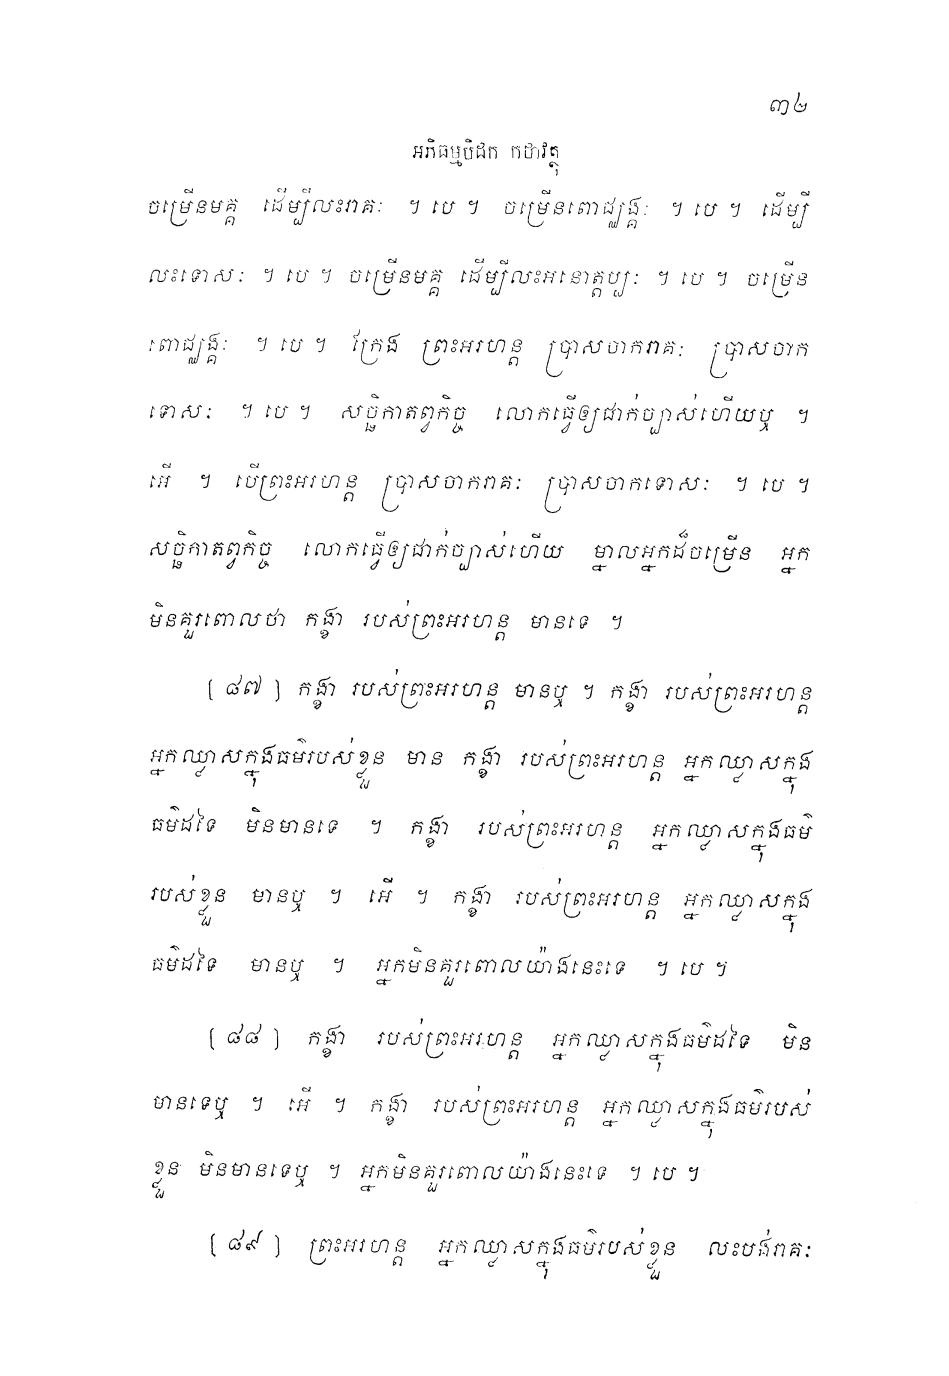 ៣៤
អភិធម្មបិដក កថាវត្ថុ
ចម្រើនមគ្គ ដើម្បីលះរាគៈ ។ បេ ។ ចម្រើនពោជ្ឈង្គៈ ។ បេ ។ ដើម្បី
លះទោសៈ ។ បេ ។ ចម្រើនមគ្គ ដើម្បីលះអនោត្តប្បៈ ។ បេ ។ ចម្រើន
ពោជ្ឈង្គៈ ។ បេ ។ ក្រែង ព្រះអរហន្ត ប្រាសចាករាគៈ ប្រាសចាក
ទោសៈ ។ បេ ។ សច្ឆិកាតព្វកិច្ច លោកធ្វើឲ្យជាក់ច្បាស់ហើយឬ ។
អើ ។ បើព្រះអរហន្ត ប្រាសចាករាគៈ ប្រាសចាកទោសៈ ។ បេ ។
សច្ឆិកាតព្វកិច្ច លោកធ្វើឲ្យជាក់ច្បាស់ហើយ ម្នាលអ្នកដ៏ចម្រើន អ្នក
មិនគួរពោលថា កង្ខា របស់ព្រះអរហន្ត មានទេ ។
[ ៨៧ ] កង្ខា របស់ព្រះអរហន្ត មានឬ ។ កង្ខា របស់ព្រះអរហន្ត
អ្នកឈ្លាសក្នុងធម៌របស់ខ្លួន មាន កង្ខា របស់ព្រះអរហន្ត អ្នកឈ្លាសក្នុង
ធម៌ដទៃ មិនមានទេ ។ កង្ខា របស់ព្រះអរហន្ត អ្នកឈ្លាសក្នុងធម៌
របស់ខ្លួន មានឬ ។ អើ ។ កង្ខា របស់ព្រះអរហន្ត អ្នកឈ្លាសក្នុង
ធម៌ដទៃ មានឬ ។ អ្នកមិនគួរពោលយ៉ាងនេះទេ ។ បេ ។
[ ៨៨ ] កង្ខា របស់ព្រះអរហន្ត អ្នកឈ្លាសក្នុងធម៌ដទៃ មិន
មានទេឬ ។ អើ ។ កង្ខា របស់ព្រះអរហន្ត អ្នកឈ្លាសក្នុងធម៌របស់
ខ្លួន មិនមានទេឬ ។ អ្នកមិនគួរពោលយ៉ាងនេះទេ ។ បេ ។
[ ៨៩ ] ព្រះអរហន្ត អ្នកឈ្លាសក្នុងធម៌របស់ខ្លួន លះបង់រាគៈ